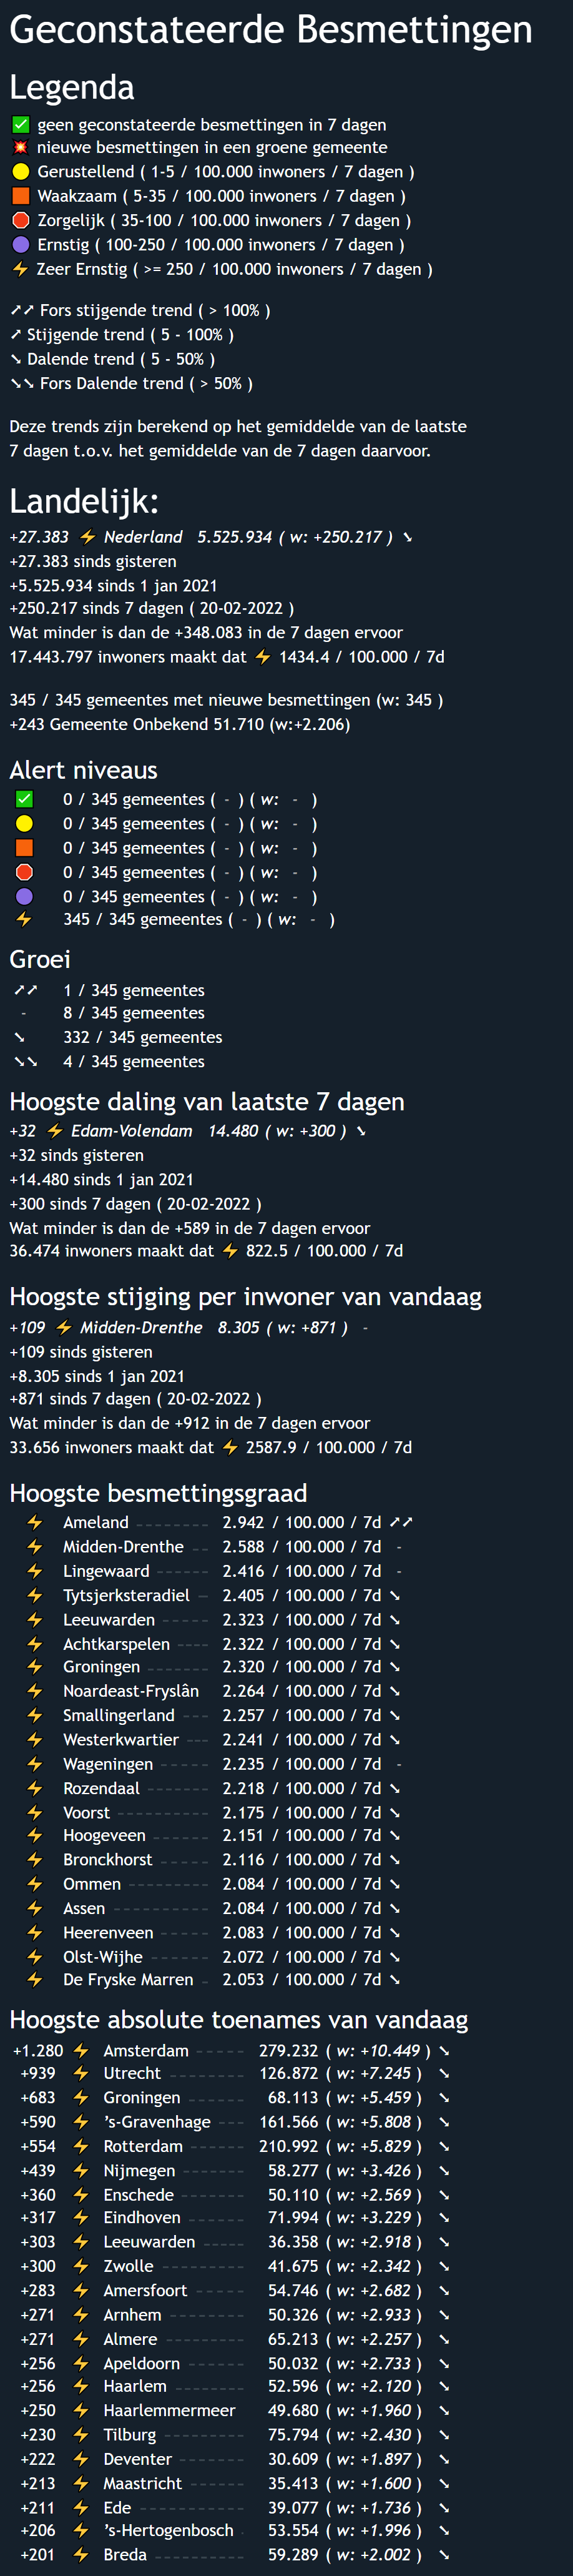 Geconstateerde Besmettingen
Legenda
✅ geen geconstateerde besmettingen in 7 dagen
💥 nieuwe besmettingen in een groene gemeente
🟡 Gerustellend ( 1-5 / 100.000 inwoners / 7 dagen )
🟧 Waakzaam ( 5-35 / 100.000 inwoners / 7 dagen )
🛑 Zorgelijk ( 35-100 / 100.000 inwoners / 7 dagen )
🟣 Ernstig ( 100-250 / 100.000 inwoners / 7 dagen )
⚡ Zeer Ernstig ( >= 250 / 100.000 inwoners / 7 dagen )
➚➚ Fors stijgende trend ( > 100% )
➚ Stijgende trend ( 5 - 100% )
➘ Dalende trend ( 5 - 50% )
➘➘ Fors Dalende trend ( > 50% )
Deze trends zijn berekend op het gemiddelde van de laatste
7 dagen t.o.v. het gemiddelde van de 7 dagen daarvoor.
Landelijk:
+27.383 ⚡ Nederland 5.525.934 ( w: +250.217 ) ➘
+27.383 sinds gisteren
+5.525.934 sinds 1 jan 2021
+250.217 sinds 7 dagen ( 20-02-2022 )
Wat minder is dan de +348.083 in de 7 dagen ervoor
17.443.797 inwoners maakt dat ⚡ 1434.4 / 100.000 / 7d
345 / 345 gemeentes met nieuwe besmettingen (w: 345 )
+243 Gemeente Onbekend 51.710 (w:+2.206)
Alert niveaus
✅ 0 / 345 gemeentes ( - ) ( w: - )
🟡 0 / 345 gemeentes ( - ) ( w: - )
🟧 0 / 345 gemeentes ( - ) ( w: - )
🛑 0 / 345 gemeentes ( - ) ( w: - )
🟣 0 / 345 gemeentes ( - ) ( w: - )
⚡ 345 / 345 gemeentes ( - ) ( w: - )
Groei
➚➚ 1 / 345 gemeentes
- 8 / 345 gemeentes
➘ 332 / 345 gemeentes
➘➘ 4 / 345 gemeentes
Hoogste daling van laatste 7 dagen
+32 ⚡ Edam-Volendam 14.480 ( w: +300 ) ➘
+32 sinds gisteren
+14.480 sinds 1 jan 2021
+300 sinds 7 dagen ( 20-02-2022 )
Wat minder is dan de +589 in de 7 dagen ervoor
36.474 inwoners maakt dat ⚡ 822.5 / 100.000 / 7d
Hoogste stijging per inwoner van vandaag
+109 ⚡ Midden-Drenthe 8.305 ( w: +871 ) -
+109 sinds gisteren
+8.305 sinds 1 jan 2021
+871 sinds 7 dagen ( 20-02-2022 )
Wat minder is dan de +912 in de 7 dagen ervoor
33.656 inwoners maakt dat ⚡ 2587.9 / 100.000 / 7d
Hoogste besmettingsgraad
⚡ Ameland 2.942 / 100.000 / 7d ➚➚
⚡ Midden-Drenthe 2.588 / 100.000 / 7d -
⚡ Lingewaard 2.416 / 100.000 / 7d -
⚡ Tytsjerksteradiel 2.405 / 100.000 / 7d ➘
⚡ Leeuwarden 2.323 / 100.000 / 7d ➘
⚡ Achtkarspelen 2.322 / 100.000 / 7d ➘
⚡ Groningen 2.320 / 100.000 / 7d ➘
⚡ Noardeast-Fryslân 2.264 / 100.000 / 7d ➘
⚡ Smallingerland 2.257 / 100.000 / 7d ➘
⚡ Westerkwartier 2.241 / 100.000 / 7d ➘
⚡ Wageningen 2.235 / 100.000 / 7d -
⚡ Rozendaal 2.218 / 100.000 / 7d ➘
⚡ Voorst 2.175 / 100.000 / 7d ➘
⚡ Hoogeveen 2.151 / 100.000 / 7d ➘
⚡ Bronckhorst 2.116 / 100.000 / 7d ➘
⚡ Ommen 2.084 / 100.000 / 7d ➘
⚡ Assen 2.084 / 100.000 / 7d ➘
⚡ Heerenveen 2.083 / 100.000 / 7d ➘
⚡ Olst-Wijhe 2.072 / 100.000 / 7d ➘
⚡ De Fryske Marren 2.053 / 100.000 / 7d ➘
Hoogste absolute toenames van vandaag
+1.280 ⚡ Amsterdam 279.232 ( w: +10.449 ) ➘
+939 ⚡ Utrecht 126.872 ( w: +7.245 ) ➘
+683 ⚡ Groningen 68.113 ( w: +5.459 ) ➘
+590 ⚡ ’s-Gravenhage 161.566 ( w: +5.808 ) ➘
+554 ⚡ Rotterdam 210.992 ( w: +5.829 ) ➘
+439 ⚡ Nijmegen 58.277 ( w: +3.426 ) ➘
+360 ⚡ Enschede 50.110 ( w: +2.569 ) ➘
+317 ⚡ Eindhoven 71.994 ( w: +3.229 ) ➘
+303 ⚡ Leeuwarden 36.358 ( w: +2.918 ) ➘
+300 ⚡ Zwolle 41.675 ( w: +2.342 ) ➘
+283 ⚡ Amersfoort 54.746 ( w: +2.682 ) ➘
+271 ⚡ Arnhem 50.326 ( w: +2.933 ) ➘
+271 ⚡ Almere 65.213 ( w: +2.257 ) ➘
+256 ⚡ Apeldoorn 50.032 ( w: +2.733 ) ➘
+256 ⚡ Haarlem 52.596 ( w: +2.120 ) ➘
+250 ⚡ Haarlemmermeer 49.680 ( w: +1.960 ) ➘
+230 ⚡ Tilburg 75.794 ( w: +2.430 ) ➘
+222 ⚡ Deventer 30.609 ( w: +1.897 ) ➘
+213 ⚡ Maastricht 35.413 ( w: +1.600 ) ➘
+211 ⚡ Ede 39.077 ( w: +1.736 ) ➘
+206 ⚡ ’s-Hertogenbosch 53.554 ( w: +1.996 ) ➘
+201 ⚡ Breda 59.289 ( w: +2.002 ) ➘